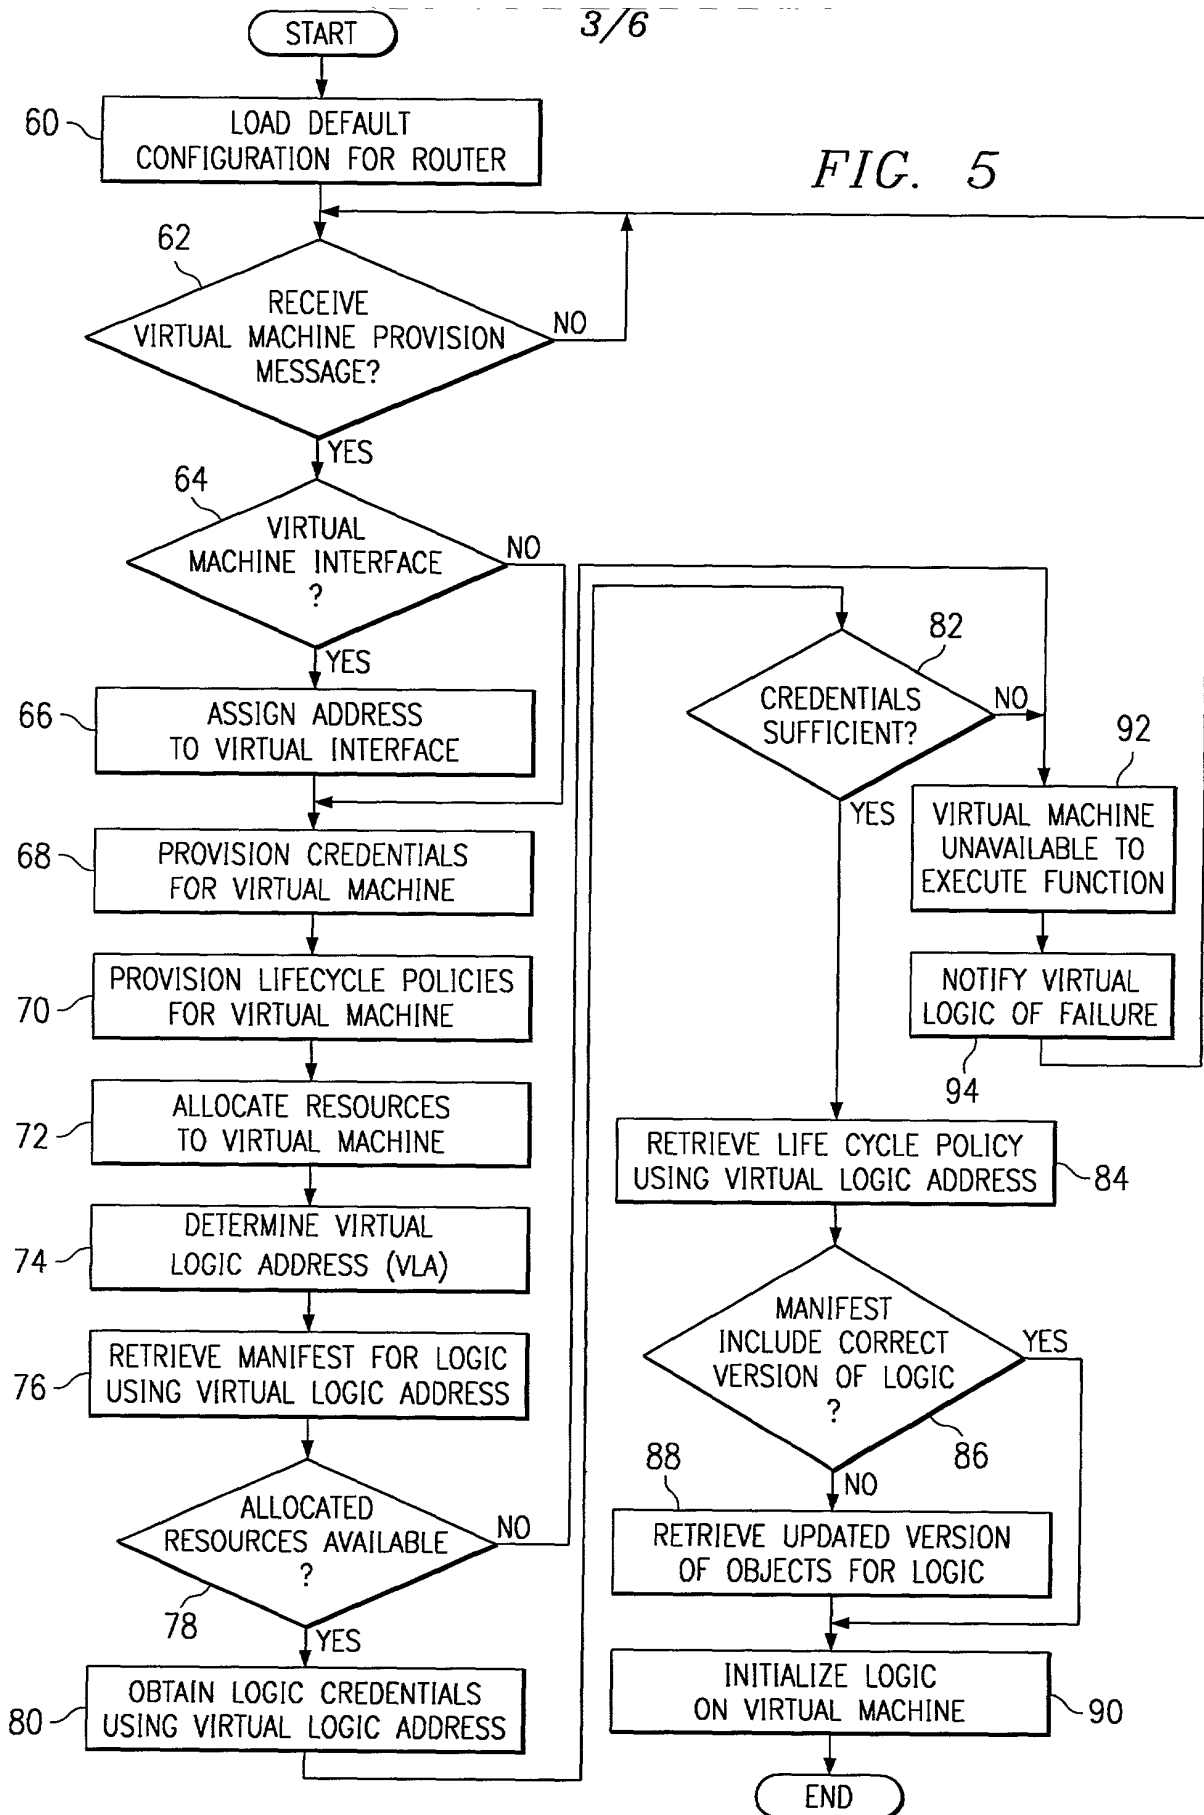 3/6
START
60
LOAD DEFAULT
CONFIGURATION FOR ROUTER
FIG. 5
62
RECEIVE
VIRTUAL MACHINE PROVISION
MESSAGE?
NO
YES
64
VIRTUAL
MACHINE INTERFACE
?
NO
YES
66
ASSIGN ADDRESS
TO VIRTUAL INTERFACE
68
PROVISION CREDENTIALS
FOR VIRTUAL MACHINE
70
PROVISION LIFECYCLE POLICIES
FOR VIRTUAL MACHINE
72
ALLOCATE RESOURCES
TO VIRTUAL MACHINE
74
DETERMINE VIRTUAL
LOGIC ADDRESS (VLA)
76
RETRIEVE MANIFEST FOR LOGIC
USING VIRTUAL LOGIC ADDRESS
ALLOCATED
RESOURCES AVAILABLE
?
NO
78
YES
80
OBTAIN LOGIC CREDENTIALS
USING VIRTUAL LOGIC ADDRESS
82
CREDENTIALS
SUFFICIENT?
NO
YES
92
VIRTUAL MACHINE
UNAVAILABLE TO
EXECUTE FUNCTION
NOTIFY VIRTUAL
LOGIC OF FAILURE
94
RETRIEVE LIFE CYCLE POLICY
USING VIRTUAL LOGIC ADDRESS
84
MANIFEST
INCLUDE CORRECT
VERSION OF LOGIC
?
YES
86
NO
88
RETRIEVE UPDATED VERSION
OF OBJECTS FOR LOGIC
INITIALIZE LOGIC
ON VIRTUAL MACHINE
90
END